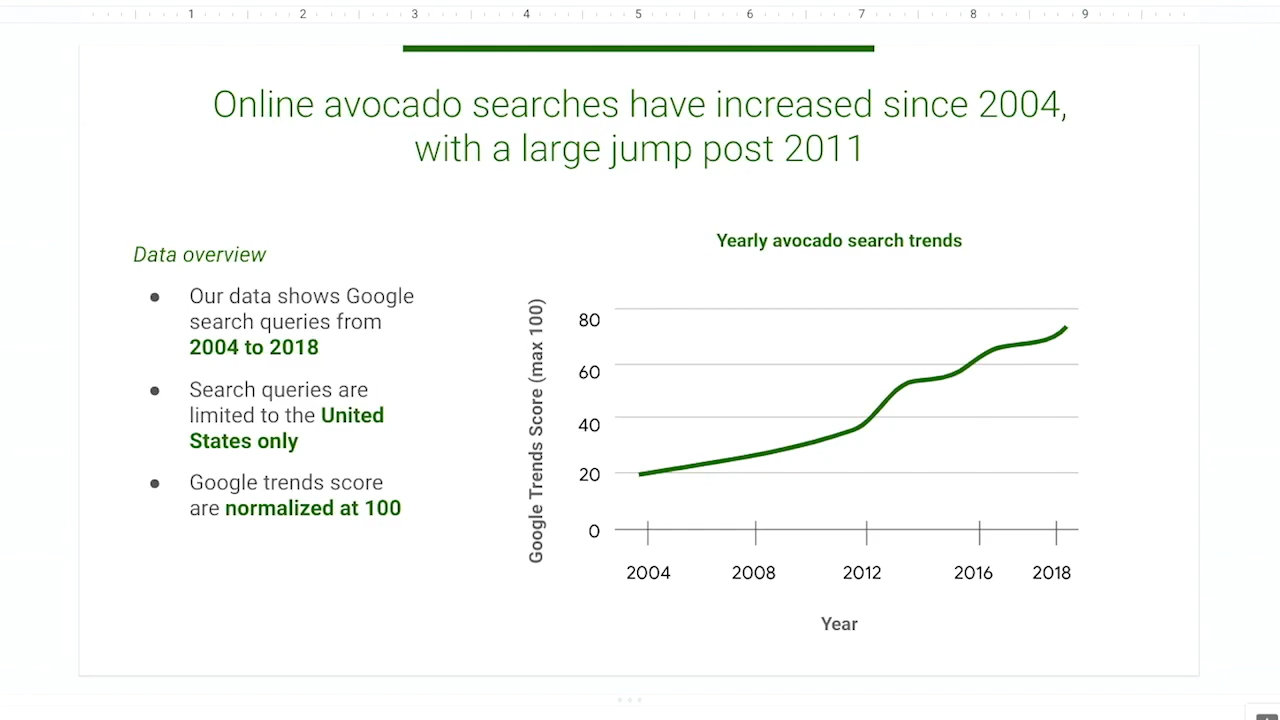 1 2 3 4 5 6 7 8 9
Online avocado searches have increased since 2004,
with a large jump post 2011
Data overview
● Our data shows Google
search queries from
2004 to 2018
● Search queries are
limited to the United
States only
● Google trends score
are normalized at 100
Yearly avocado search trends
Google Trends Score (max 100)
80
60
40
20
0
2004 2008 2012 2016 2018
Year